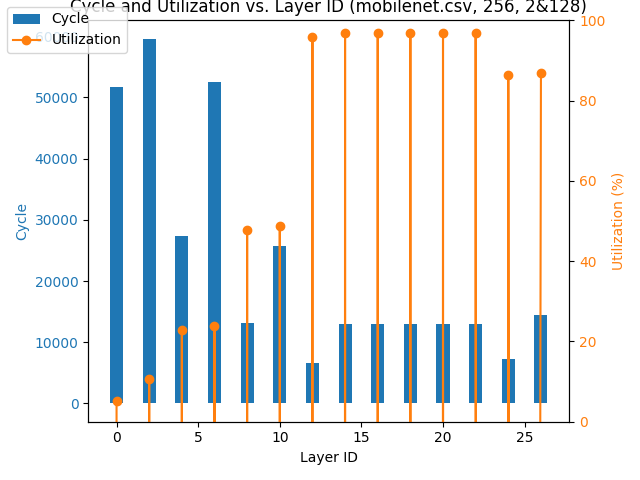 Cycle and Utilization vs. Layer ID (mobilenet.csv, 256, 2&128)
Cycle
Utilization
60000
50000
40000
30000
20000
10000
0
Cycle
100
80
60
40
20
0
Utilization (%)
0 5 10 15 20 25
Layer ID